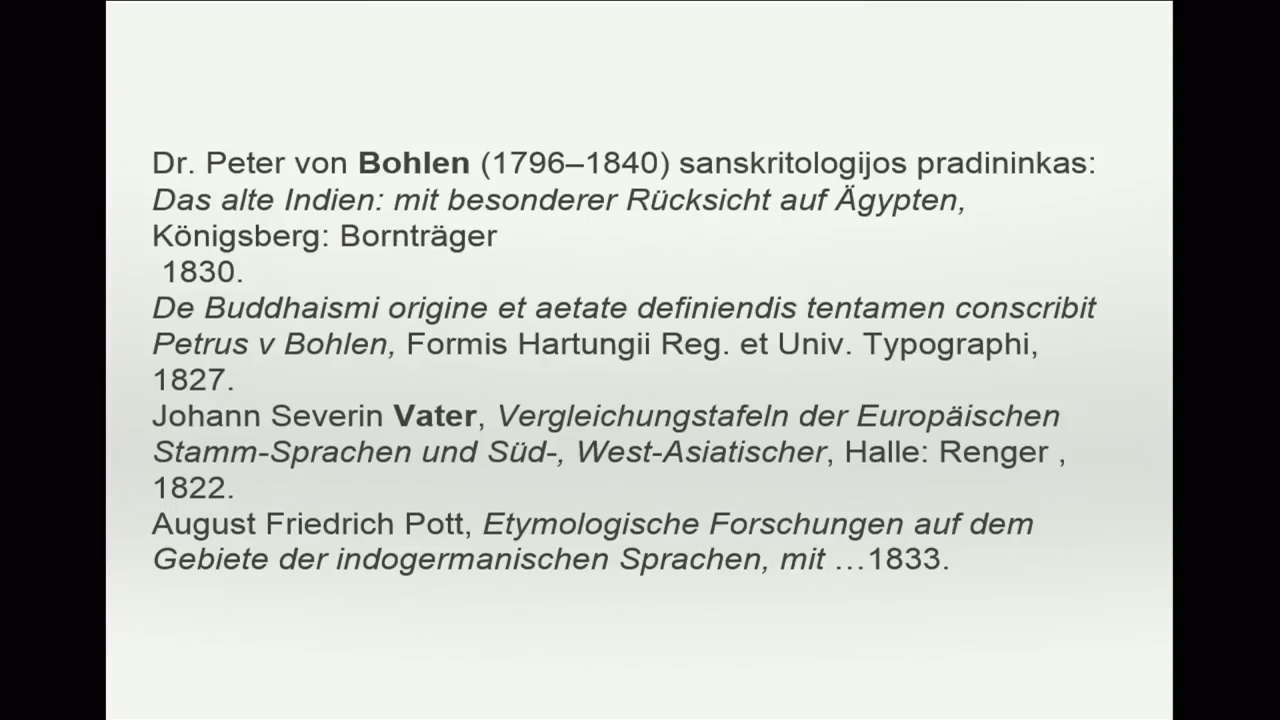 Dr. Peter von Bohlen (1796–1840) sanskritologijos pradininkas:
Das alte Indien: mit besonderer Rücksicht auf Ägypten,
Königsberg: Bornträger
1830.
De Buddhaismi origine et aetate definiendis tentamen conscribit
Petrus v Bohlen, Formis Hartungii Reg. et Univ. Typographi,
1827.
Johann Severin Vater, Vergleichungstafeln der Europäischen
Stamm-Sprachen und Süd-, West-Asiatischer, Halle: Renger ,
1822.
August Friedrich Pott, Etymologische Forschungen auf dem
Gebiete der indogermanischen Sprachen, mit …1833.